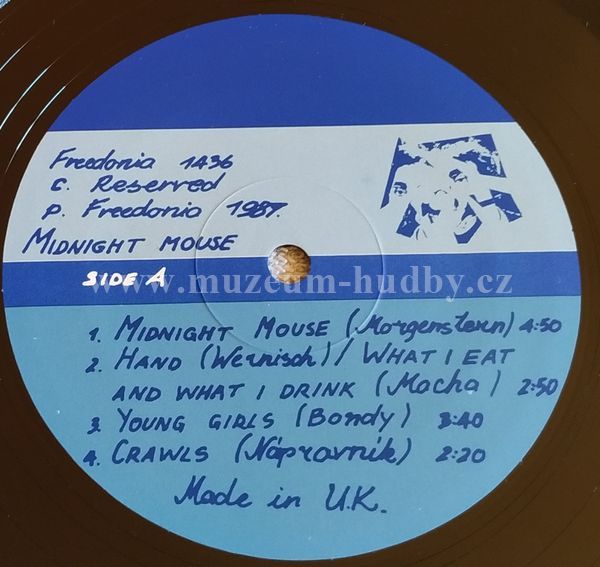 Freedonia 1436
c. Reserved
p. Freedonia 1987.
MIDNIGHT MOUSE
SIDE A
www.muzeum-hudby.cz
1. MIDNIGHT MOUSE (Morgenstern) 4:50
2. HAND (Wernisch) / WHAT I EAT
AND WHAT I DRINK (Macha) 2:50
3. YOUNG GIRLS (Bondy) 3:40
4. CRAWLS (Nápravník) 2:20
Made in U.K.